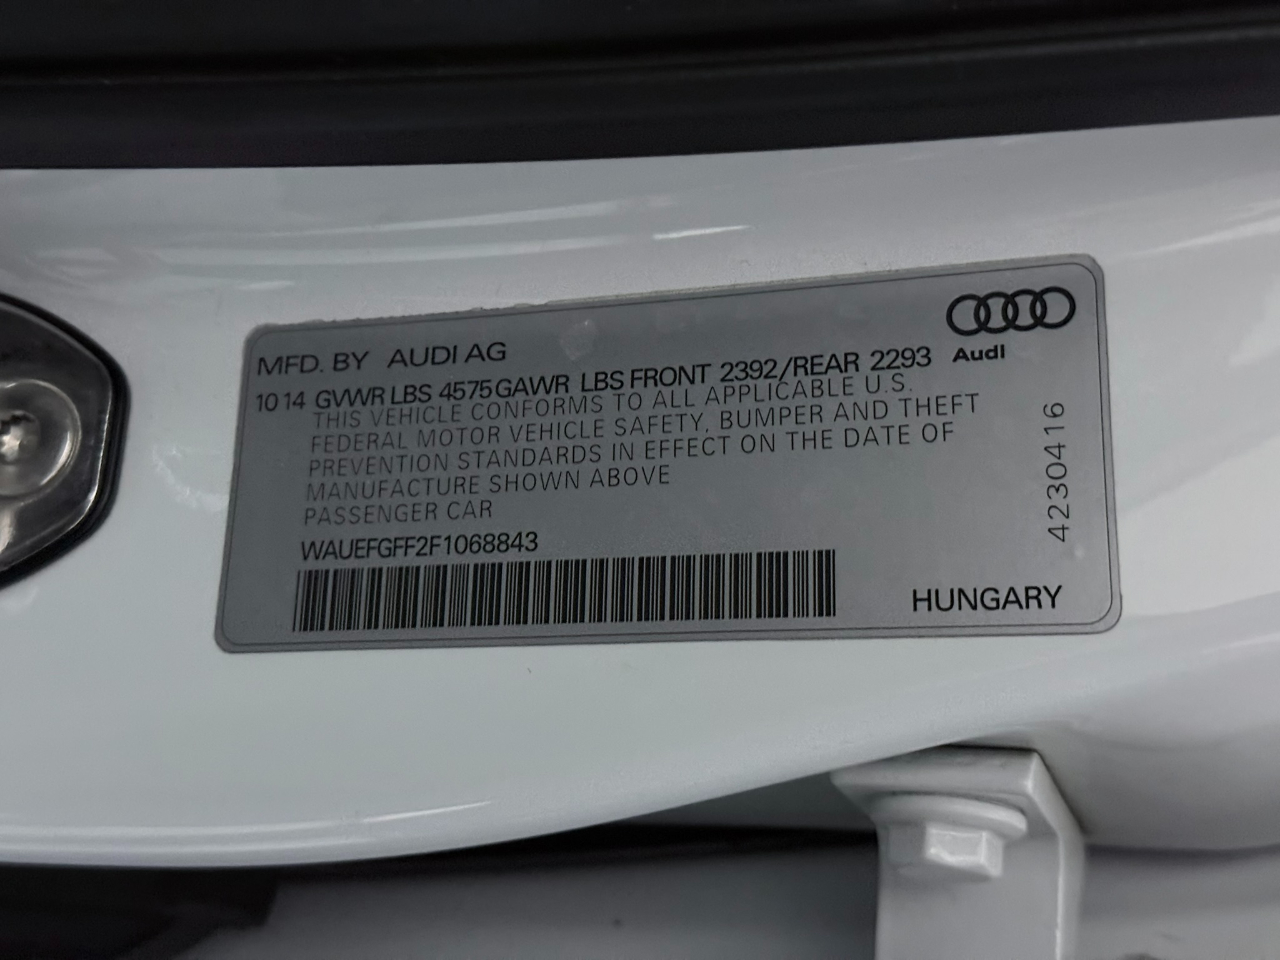 MFD. BY AUDI AG
Audi
10 14 GVWR LBS 4575 GAWR LBS FRONT 2392/REAR 2293
THIS VEHICLE CONFORMS TO ALL APPLICABLE U.S.
FEDERAL MOTOR VEHICLE SAFETY, BUMPER AND THEFT
PREVENTION STANDARDS IN EFFECT ON THE DATE OF
MANUFACTURE SHOWN ABOVE
PASSENGER CAR
WAUEFGFF2F1068843
HUNGARY
4230416